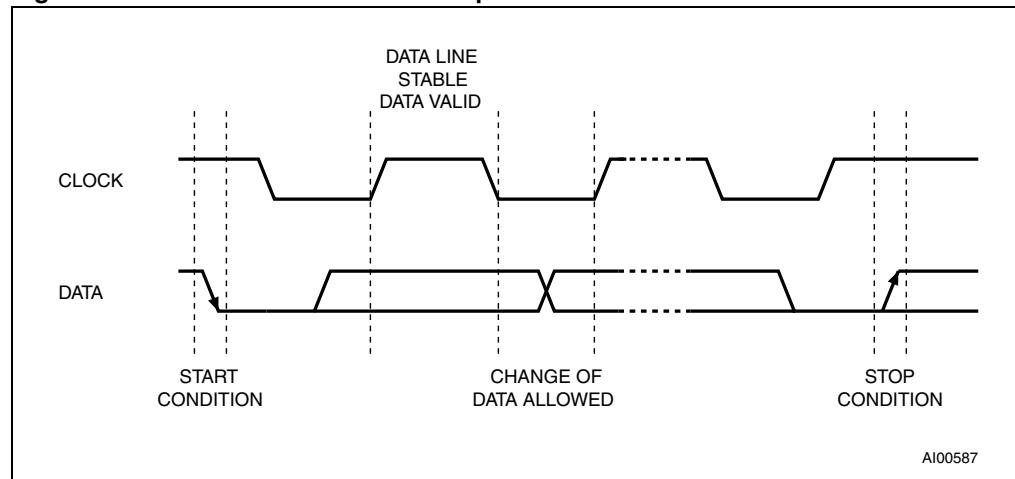 DATA LINE
STABLE
DATA VALID
CLOCK
DATA
START
CONDITION
CHANGE OF
DATA ALLOWED
STOP
CONDITION
AI00587